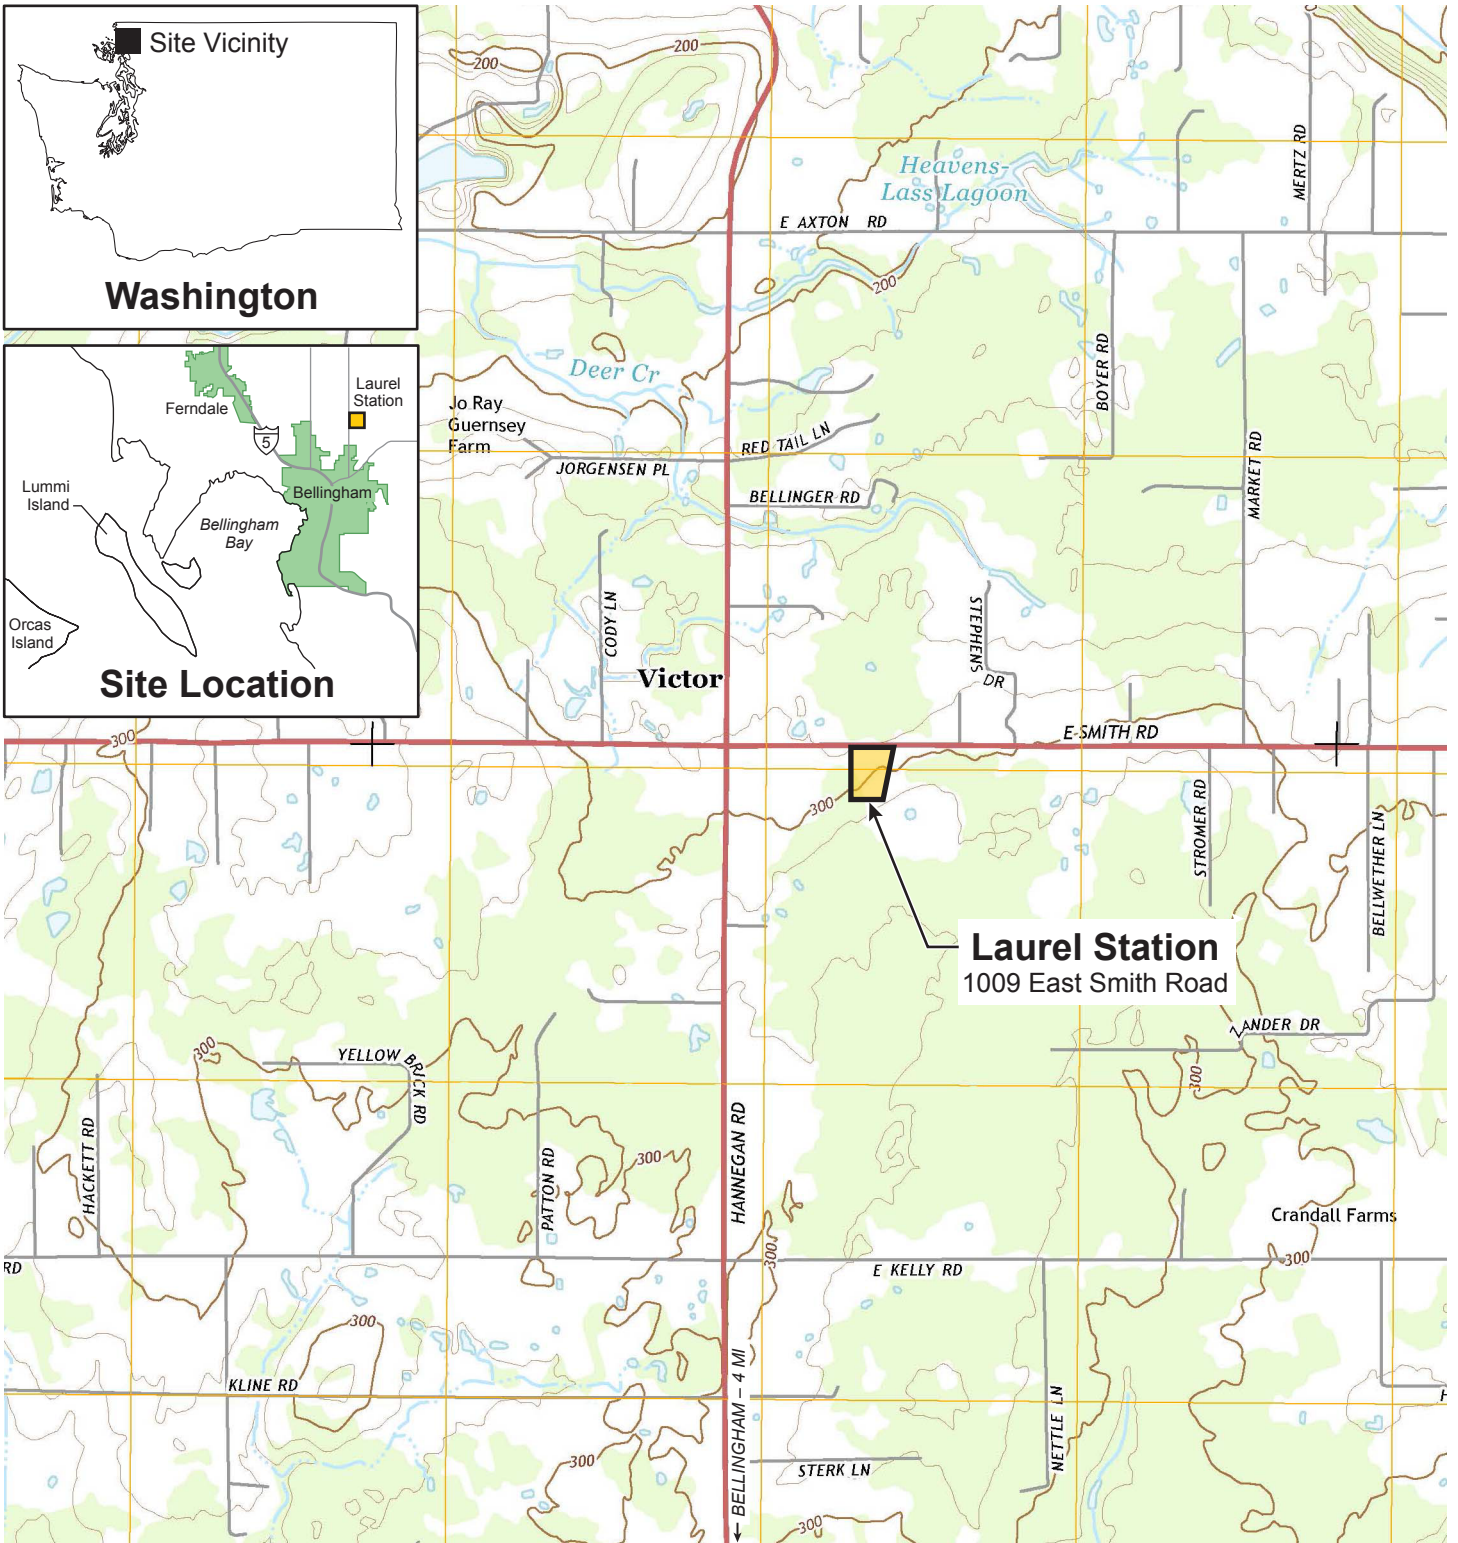 Site Vicinity
Washington
Ferndale
Laurel
Station
5
Bellingham
Lummi
Island
Bellingham
Bay
Orcas
Island
Site Location
200
200
Heavens-
Lass Lagoon
MERTZ RD
E AXTON RD
200
Deer Cr
BOYER RD
Jo Ray
Guernsey
Farm
RED TAIL LN
JORGENSEN PL
MARKET RD
BELLINGER RD
CODY LN
STEPHENS DR
Victor
300
E SMITH RD
300
STROMER RD
BELLWETHER LN
Laurel Station
1009 East Smith Road
ZANDER DR
300
YELLOW BRICK RD
300
HACKETT RD
PATTON RD
300
HANNEGAN RD
Crandall Farms
300
300
RD
E KELLY RD
300
KLINE RD
BELLINGHAM – 4 MI
NETTLE LN
H
300
STERK LN
300